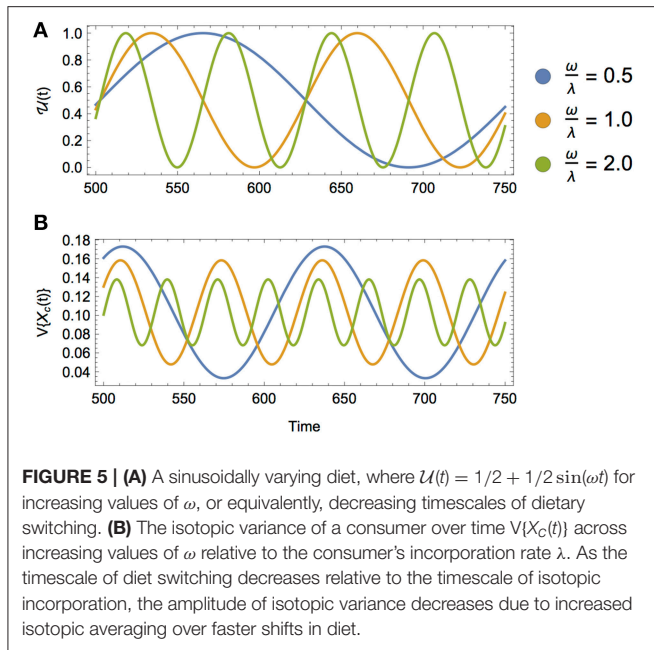 A
1.0
0.8
0.6
0.4
0.2
0.0
𝒰(t)
500 550 600 650 700 750
ω/λ = 0.5
ω/λ = 1.0
ω/λ = 2.0
B
0.18
0.16
0.14
0.12
0.10
0.08
0.06
0.04
V{X_c(t)}
500 550 600 650 700 750
Time
FIGURE 5 | (A) A sinusoidally varying diet, where 𝒰(t) = 1/2 + 1/2 sin(ωt) for
increasing values of ω, or equivalently, decreasing timescales of dietary
switching. (B) The isotopic variance of a consumer over time V{X_C(t)} across
increasing values of ω relative to the consumer's incorporation rate λ. As the
timescale of diet switching decreases relative to the timescale of isotopic
incorporation, the amplitude of isotopic variance decreases due to increased
isotopic averaging over faster shifts in diet.